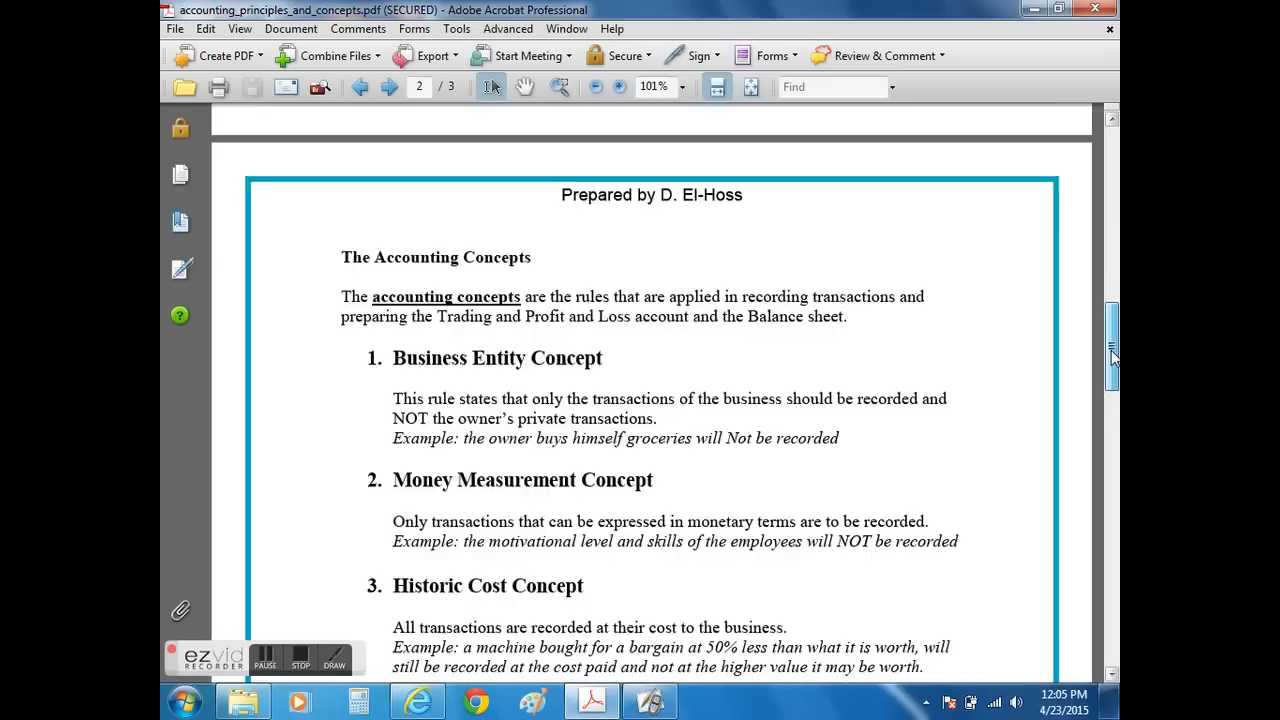 accounting_principles_and_concepts.pdf (SECURED) - Adobe Acrobat Professional
File Edit View Document Comments Forms Tools Advanced Window Help
Create PDF Combine Files Export Start Meeting Secure Sign Forms Review & Comment
2 / 3 101% Find
Prepared by D. El-Hoss
The Accounting Concepts
The accounting concepts are the rules that are applied in recording transactions and
preparing the Trading and Profit and Loss account and the Balance sheet.
1. Business Entity Concept
This rule states that only the transactions of the business should be recorded and
NOT the owner's private transactions.
Example: the owner buys himself groceries will Not be recorded
2. Money Measurement Concept
Only transactions that can be expressed in monetary terms are to be recorded.
Example: the motivational level and skills of the employees will NOT be recorded
3. Historic Cost Concept
All transactions are recorded at their cost to the business.
Example: a machine bought for a bargain at 50% less than what it is worth, will
still be recorded at the cost paid and not at the higher value it may be worth.
ezvid
RECORDER
PAUSE STOP DRAW
12:05 PM
4/23/2015